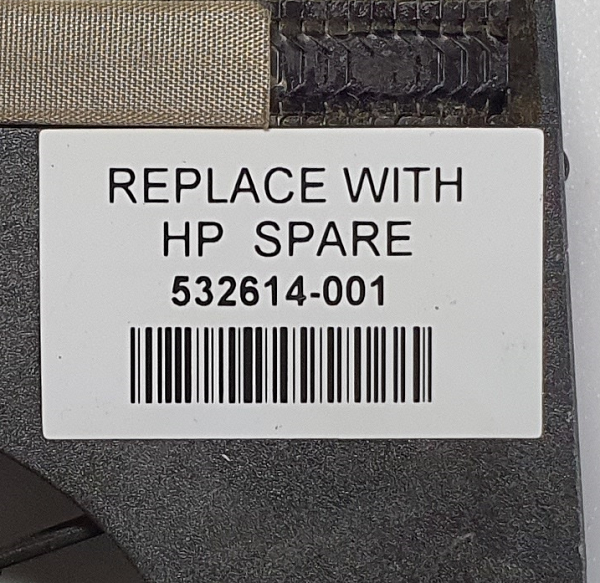 REPLACE WITH
HP SPARE
532614-001